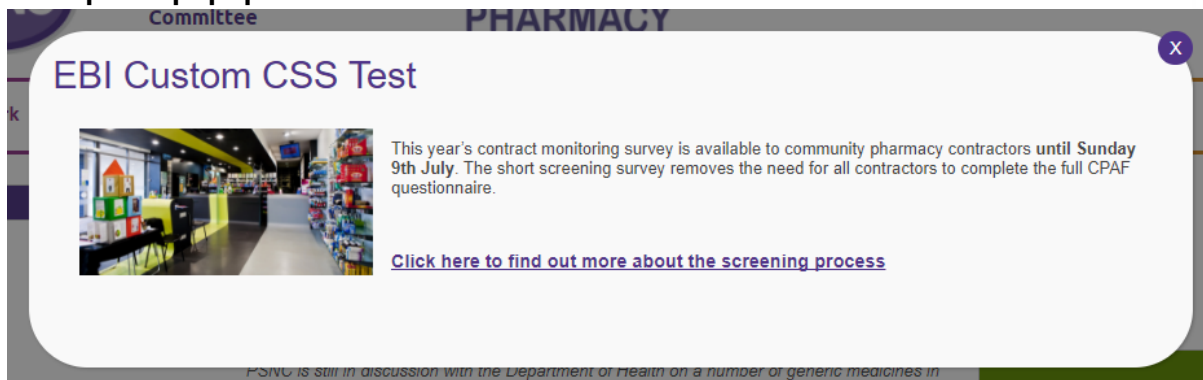 Committee
PHARMACY
X
EBI Custom CSS Test
rk
This year's contract monitoring survey is available to community pharmacy contractors until Sunday
9th July. The short screening survey removes the need for all contractors to complete the full CPAF
questionnaire.
Click here to find out more about the screening process
PSNC is still in discussion with the Department of Health on a number of generic medicines in